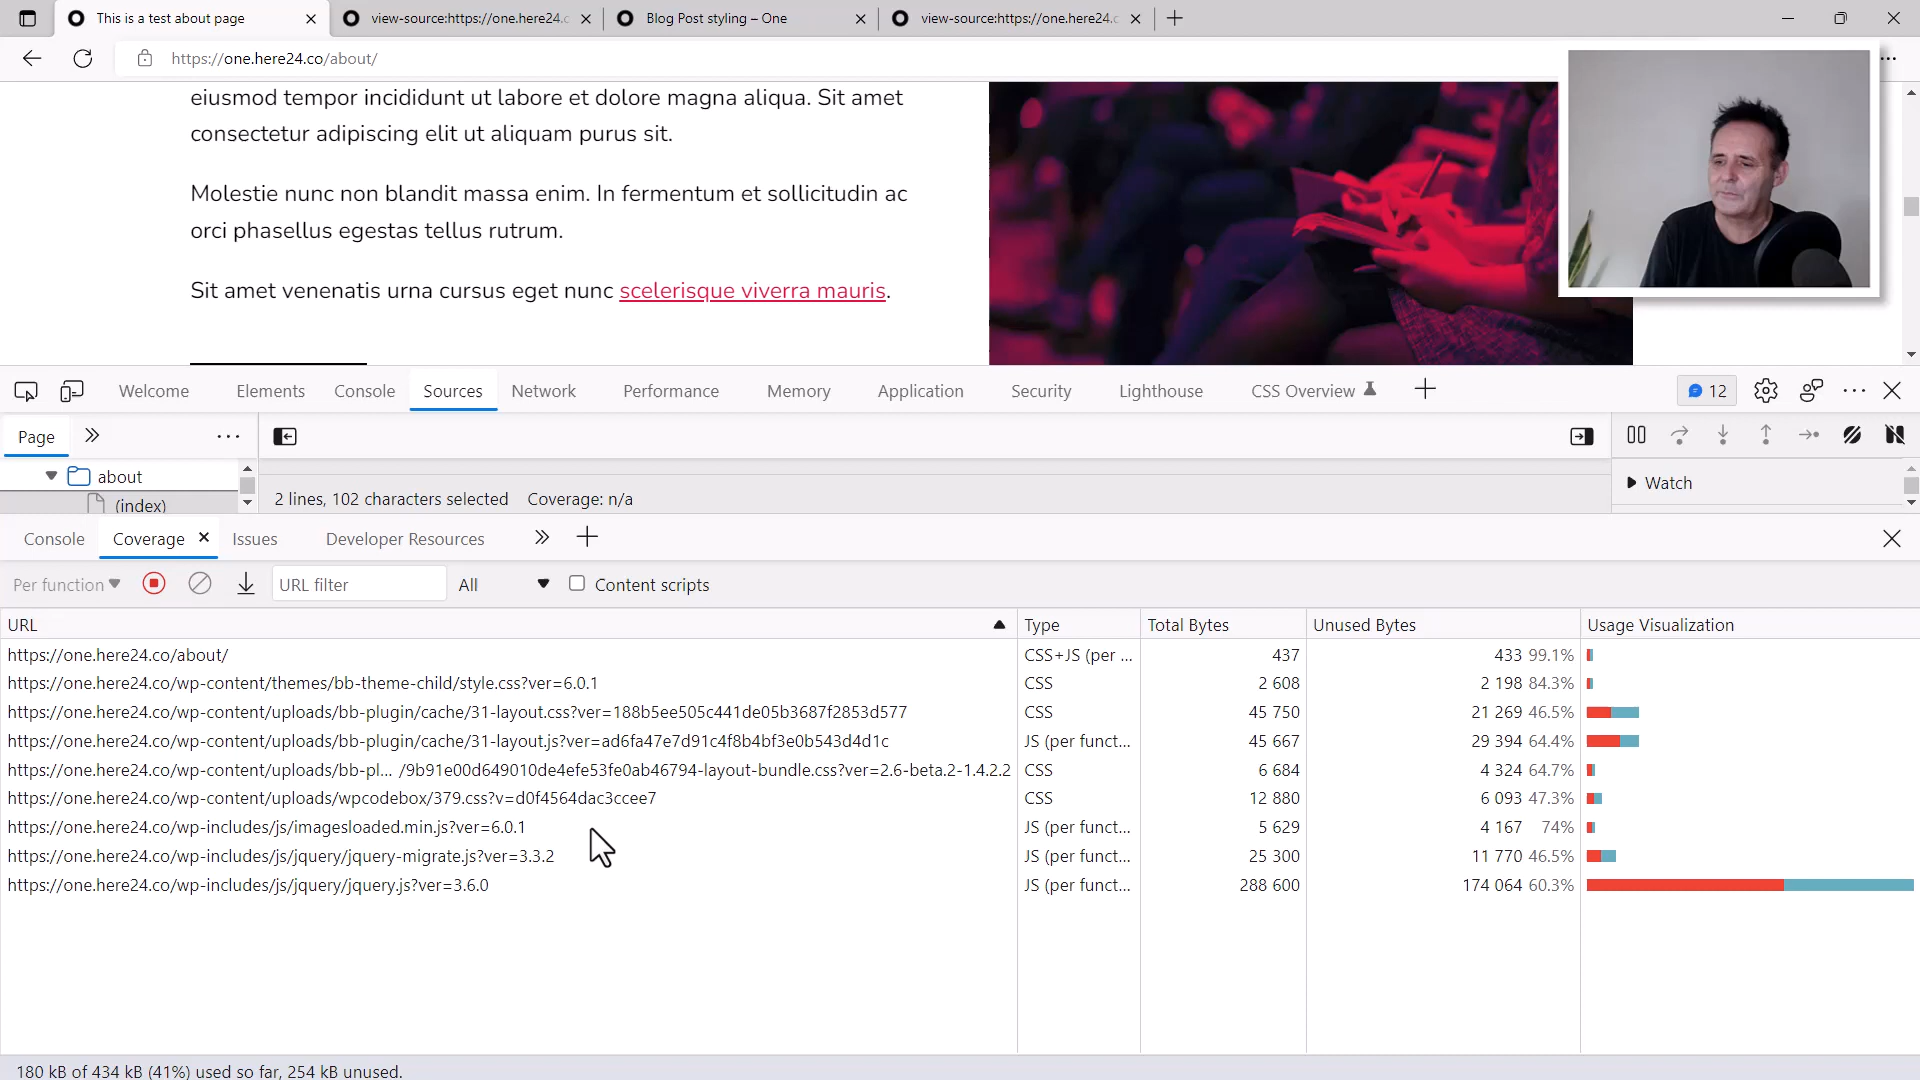 This is a test about page
view-source:https://one.here24.c
Blog Post styling – One
view-source:https://one.here24.c
https://one.here24.co/about/
eiusmod tempor incididunt ut labore et dolore magna aliqua. Sit amet
consectetur adipiscing elit ut aliquam purus sit.
Molestie nunc non blandit massa enim. In fermentum et sollicitudin ac
orci phasellus egestas tellus rutrum.
Sit amet venenatis urna cursus eget nunc scelerisque viverra mauris.
Welcome Elements Console Sources Network Performance Memory Application Security Lighthouse CSS Overview 12
Page
about
(index)
2 lines, 102 characters selected Coverage: n/a
Watch
Console Coverage Issues Developer Resources
Per function URL filter All Content scripts
URL Type Total Bytes Unused Bytes Usage Visualization
https://one.here24.co/about/ CSS+JS (per ... 437 433 99.1%
https://one.here24.co/wp-content/themes/bb-theme-child/style.css?ver=6.0.1 CSS 2 608 2 198 84.3%
https://one.here24.co/wp-content/uploads/bb-plugin/cache/31-layout.css?ver=188b5ee505c441de05b3687f2853d577 CSS 45 750 21 269 46.5%
https://one.here24.co/wp-content/uploads/bb-plugin/cache/31-layout.js?ver=ad6fa47e7d91c4f8b4bf3e0b543d4d1c JS (per funct... 45 667 29 394 64.4%
https://one.here24.co/wp-content/uploads/bb-pl... /9b91e00d649010de4efe53fe0ab46794-layout-bundle.css?ver=2.6-beta.2-1.4.2.2 CSS 6 684 4 324 64.7%
https://one.here24.co/wp-content/uploads/wpcodebox/379.css?v=d0f4564dac3ccee7 CSS 12 880 6 093 47.3%
https://one.here24.co/wp-includes/js/imagesloaded.min.js?ver=6.0.1 JS (per funct... 5 629 4 167 74%
https://one.here24.co/wp-includes/js/jquery/jquery-migrate.js?ver=3.3.2 JS (per funct... 25 300 11 770 46.5%
https://one.here24.co/wp-includes/js/jquery/jquery.js?ver=3.6.0 JS (per funct... 288 600 174 064 60.3%
180 kB of 434 kB (41%) used so far, 254 kB unused.